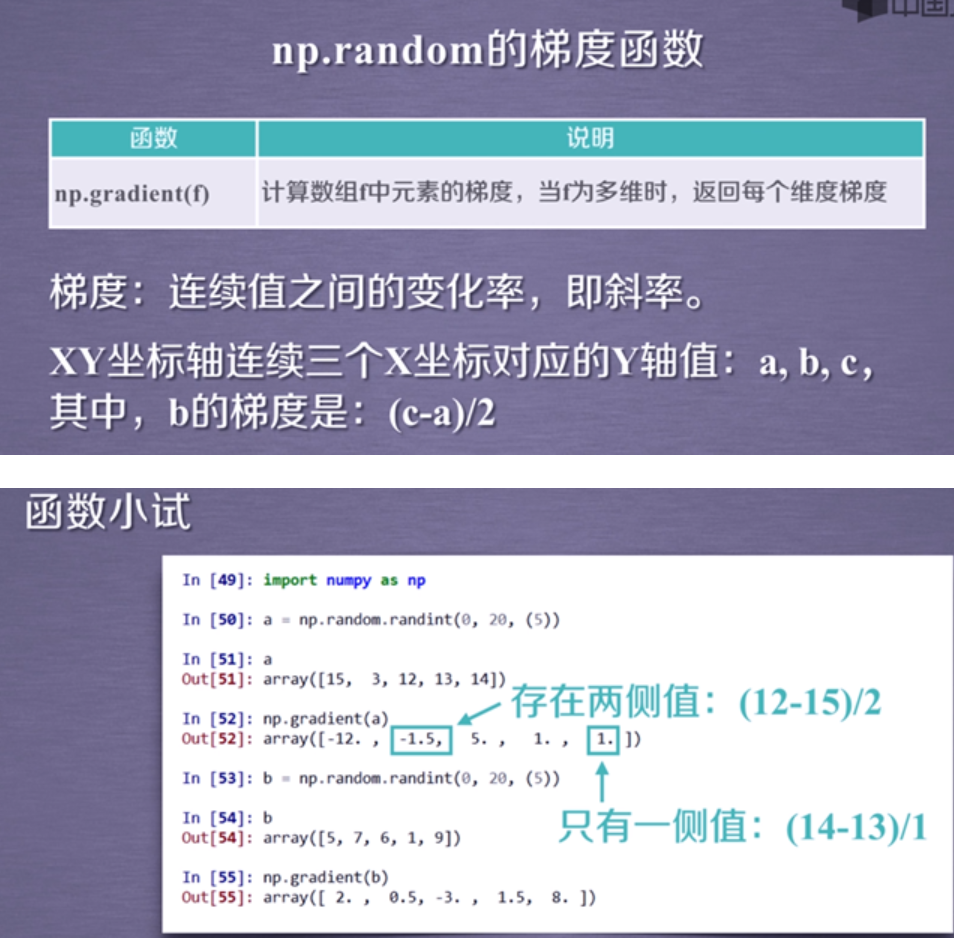 中国
np.random的梯度函数
函数 说明
np.gradient(f) 计算数组f中元素的梯度，当f为多维时，返回每个维度梯度
梯度：连续值之间的变化率，即斜率。
XY坐标轴连续三个X坐标对应的Y轴值：a, b, c，
其中，b的梯度是：(c-a)/2
函数小试
In [49]: import numpy as np
In [50]: a = np.random.randint(0, 20, (5))
In [51]: a
Out[51]: array([15, 3, 12, 13, 14])
存在两侧值：(12-15)/2
In [52]: np.gradient(a)
Out[52]: array([-12. , -1.5, 5. , 1. , 1. ])
In [53]: b = np.random.randint(0, 20, (5))
只有一侧值：(14-13)/1
In [54]: b
Out[54]: array([5, 7, 6, 1, 9])
In [55]: np.gradient(b)
Out[55]: array([ 2. , 0.5, -3. , 1.5, 8. ])